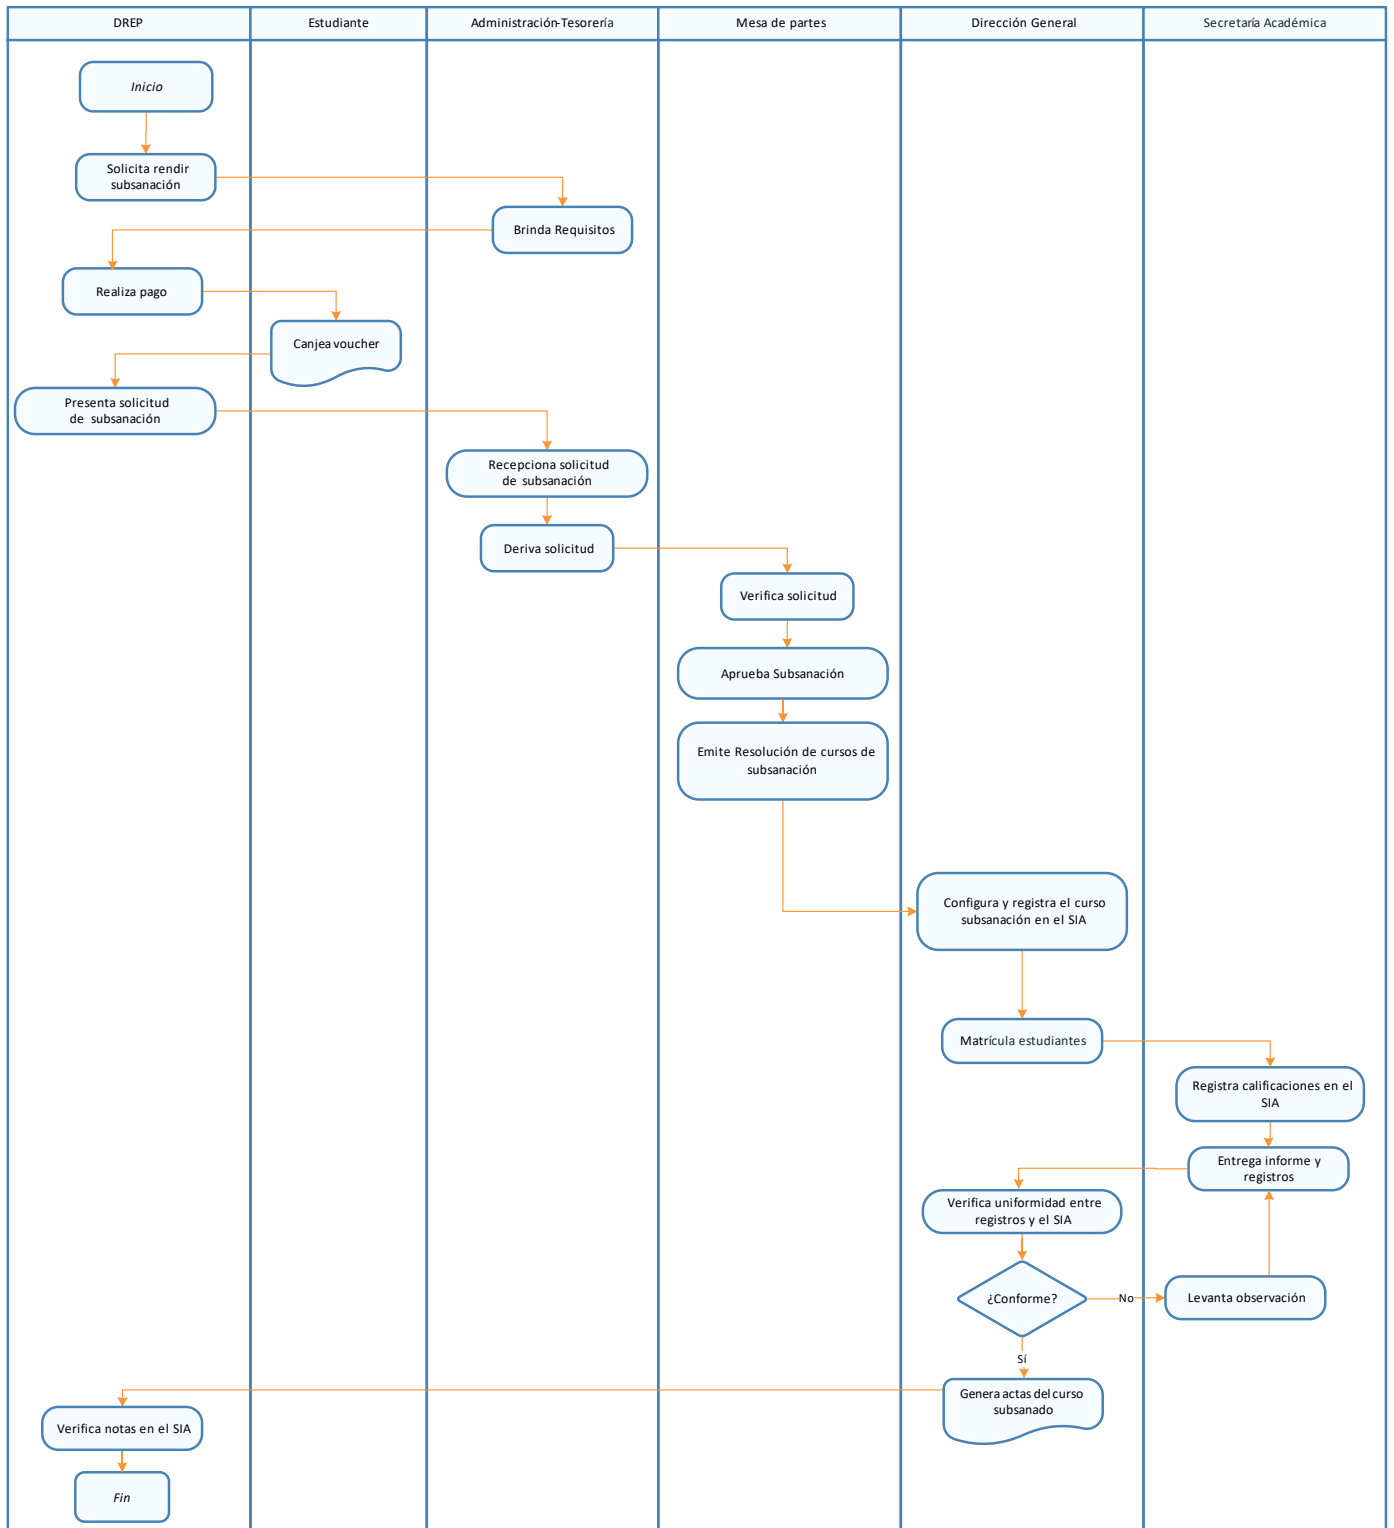 DREP
Estudiante
Administración-Tesorería
Mesa de partes
Dirección General
Secretaría Académica
Inicio
Solicita rendir
subsanación
Brinda Requisitos
Realiza pago
Canjea voucher
Presenta solicitud
de subsanación
Recepciona solicitud
de subsanación
Deriva solicitud
Verifica solicitud
Aprueba Subsanación
Emite Resolución de cursos de
subsanación
Configura y registra el curso
subsanación en el SIA
Matrícula estudiantes
Registra calificaciones en el
SIA
Entrega informe y
registros
Verifica uniformidad entre
registros y el SIA
¿Conforme?
No
Levanta observación
Sí
Genera actas del curso
subsanado
Verifica notas en el SIA
Fin